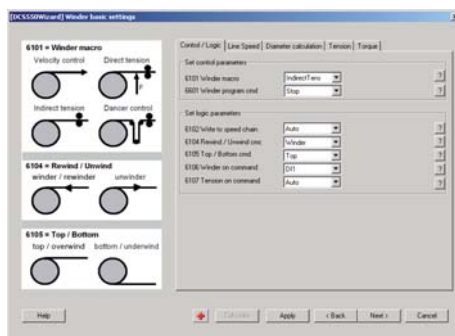 [DCS550Wizard] Winder basic settings
6101 = Winder macro
Velocity control Direct tension
F
Indirect tension Dancer control
6104 = Rewind / Unwind
winder / rewinder unwinder
6105 = Top / Bottom
top / overwind bottom / underwind
Control / Logic Line Speed Diameter calculation Tension Torque
Set control parameters
6101 Winder macro IndirectTens ?
6601 Winder program cmd Stop ?
Set logic parameters
6102 Write to speed chain Auto ?
6104 Rewind / Unwind cmd Winder ?
6105 Top / Bottom cmd Top ?
6106 Winder on command DI1 ?
6107 Tension on command Auto ?
Help Calculate Apply < Back Next > Cancel